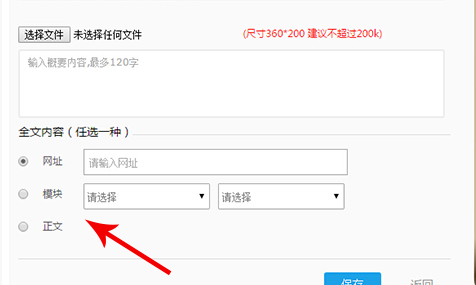 选择文件 未选择任何文件 (尺寸360*200 建议不超过200k)
输入概要内容,最多120字
全文内容（任选一种）
网址 请输入网址
模块 请选择 请选择
正文
保存 返回